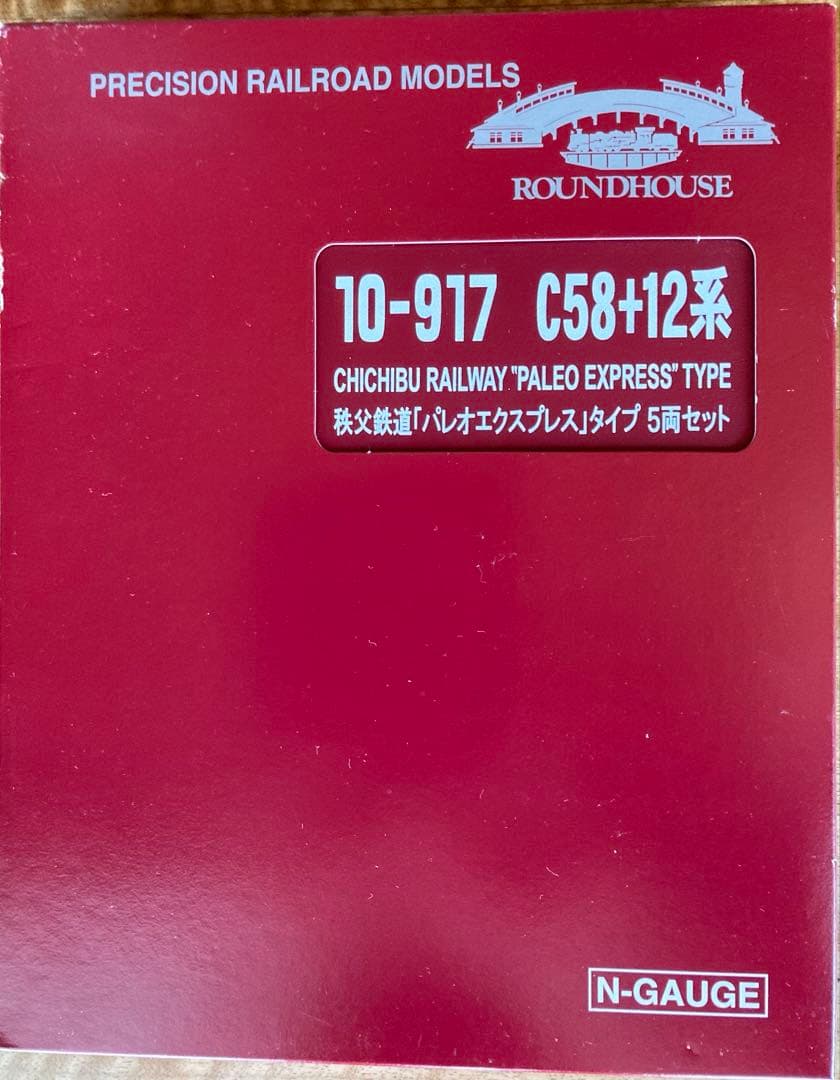 PRECISION RAILROAD MODELS
ROUNDHOUSE
10-917 C58+12系
CHICHIBU RAILWAY "PALEO EXPRESS" TYPE
秩父鉄道「パレオエクスプレス」タイプ 5両セット
N-GAUGE